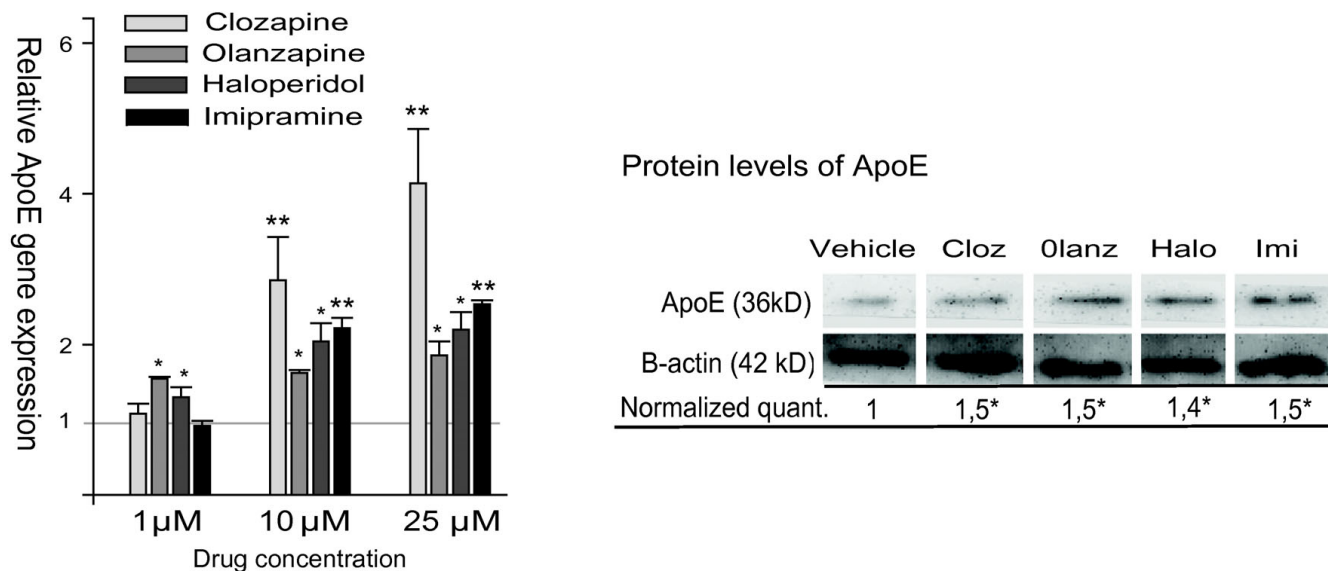 Relative ApoE gene expression
6
4
2
1
Clozapine
Olanzapine
Haloperidol
Imipramine
**
**
* *
* * **
* * **
1µM 10 µM 25 µM
Drug concentration
Protein levels of ApoE
Vehicle Cloz 0lanz Halo Imi
ApoE (36kD)
B-actin (42 kD)
Normalized quant. 1 1,5* 1,5* 1,4* 1,5*